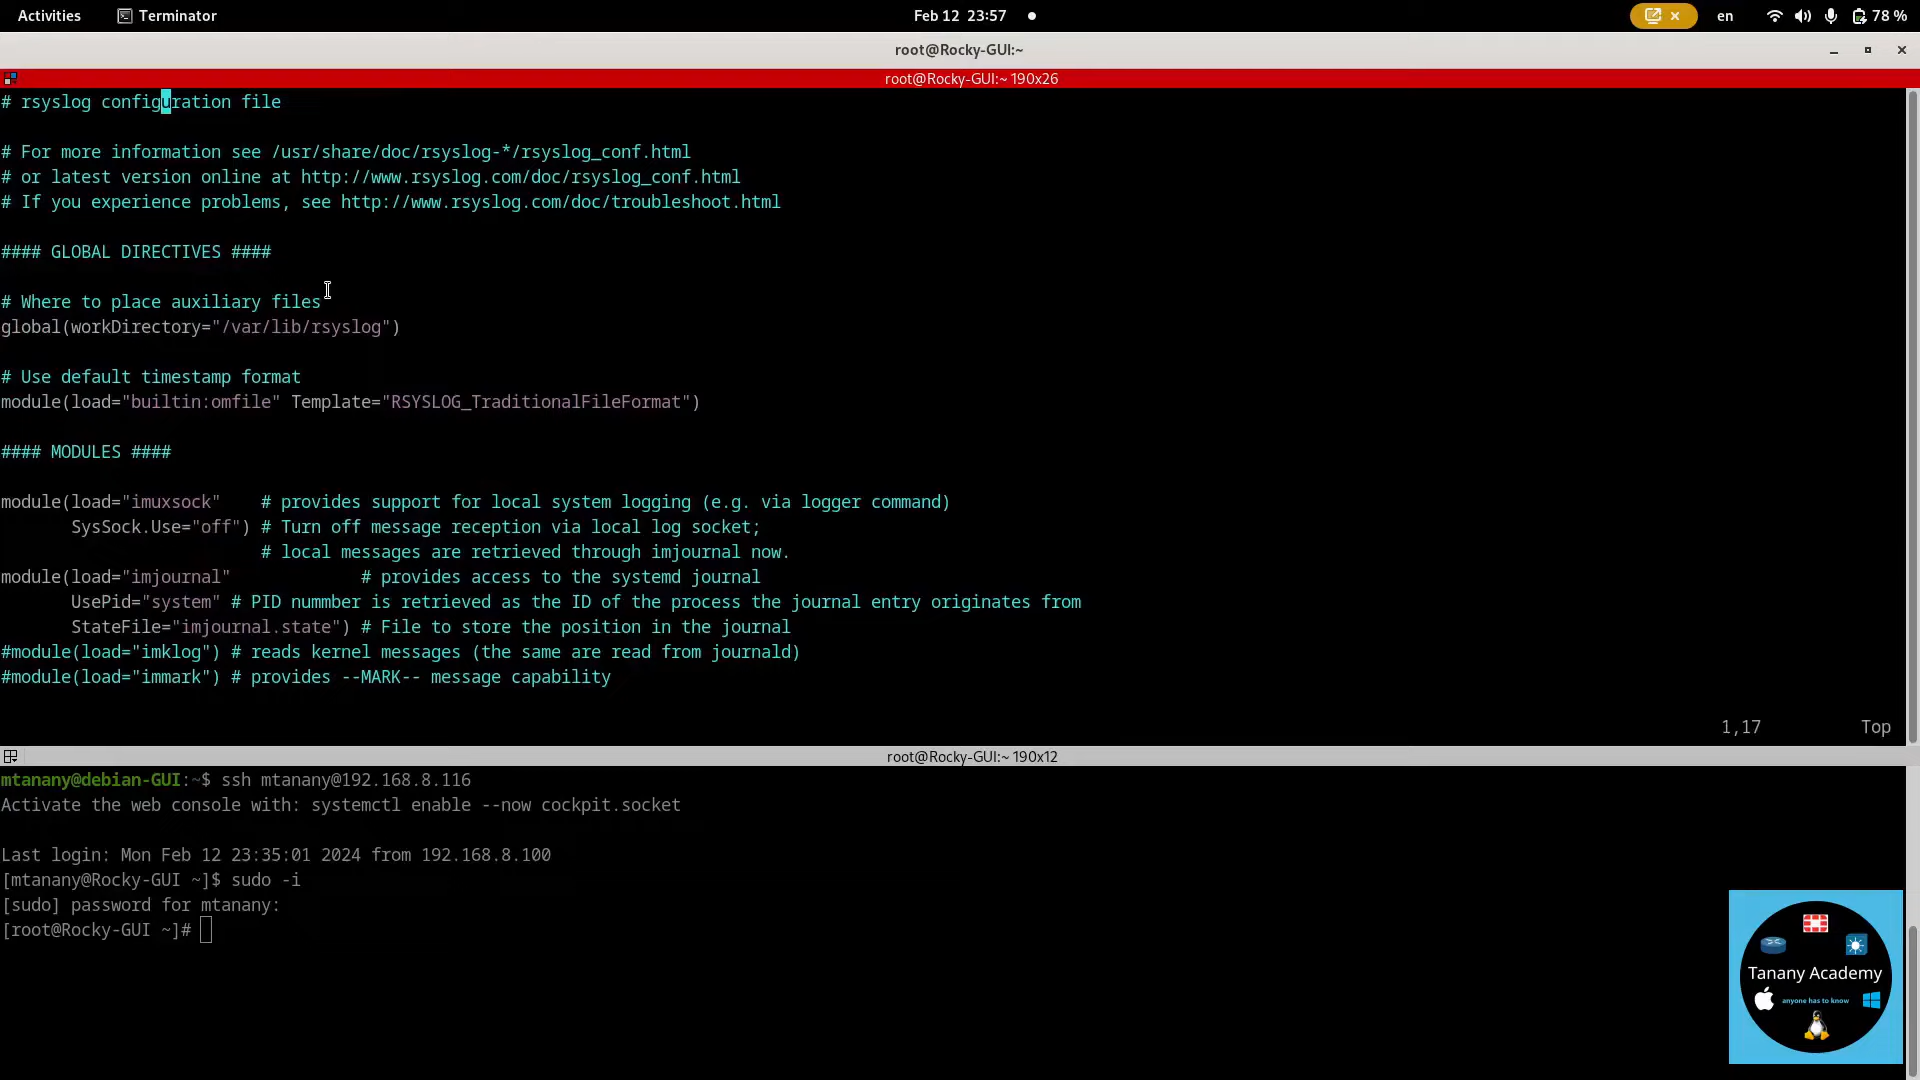 Activities
Terminator
Feb 12 23:57
en
78 %
root@Rocky-GUI:~
root@Rocky-GUI:~ 190x26
# rsyslog configuration file
# For more information see /usr/share/doc/rsyslog-*/rsyslog_conf.html
# or latest version online at http://www.rsyslog.com/doc/rsyslog_conf.html
# If you experience problems, see http://www.rsyslog.com/doc/troubleshoot.html
#### GLOBAL DIRECTIVES ####
# Where to place auxiliary files
global(workDirectory="/var/lib/rsyslog")
# Use default timestamp format
module(load="builtin:omfile" Template="RSYSLOG_TraditionalFileFormat")
#### MODULES ####
module(load="imuxsock"    # provides support for local system logging (e.g. via logger command)
SysSock.Use="off") # Turn off message reception via local log socket;
# local messages are retrieved through imjournal now.
module(load="imjournal"             # provides access to the systemd journal
UsePid="system" # PID nummber is retrieved as the ID of the process the journal entry originates from
StateFile="imjournal.state") # File to store the position in the journal
#module(load="imklog") # reads kernel messages (the same are read from journald)
#module(load="immark") # provides --MARK-- message capability
1,17          Top
root@Rocky-GUI:~ 190x12
mtanany@debian-GUI:~$ ssh mtanany@192.168.8.116
Activate the web console with: systemctl enable --now cockpit.socket
Last login: Mon Feb 12 23:35:01 2024 from 192.168.8.100
[mtanany@Rocky-GUI ~]$ sudo -i
[sudo] password for mtanany:
[root@Rocky-GUI ~]#
Tanany Academy
anyone has to know